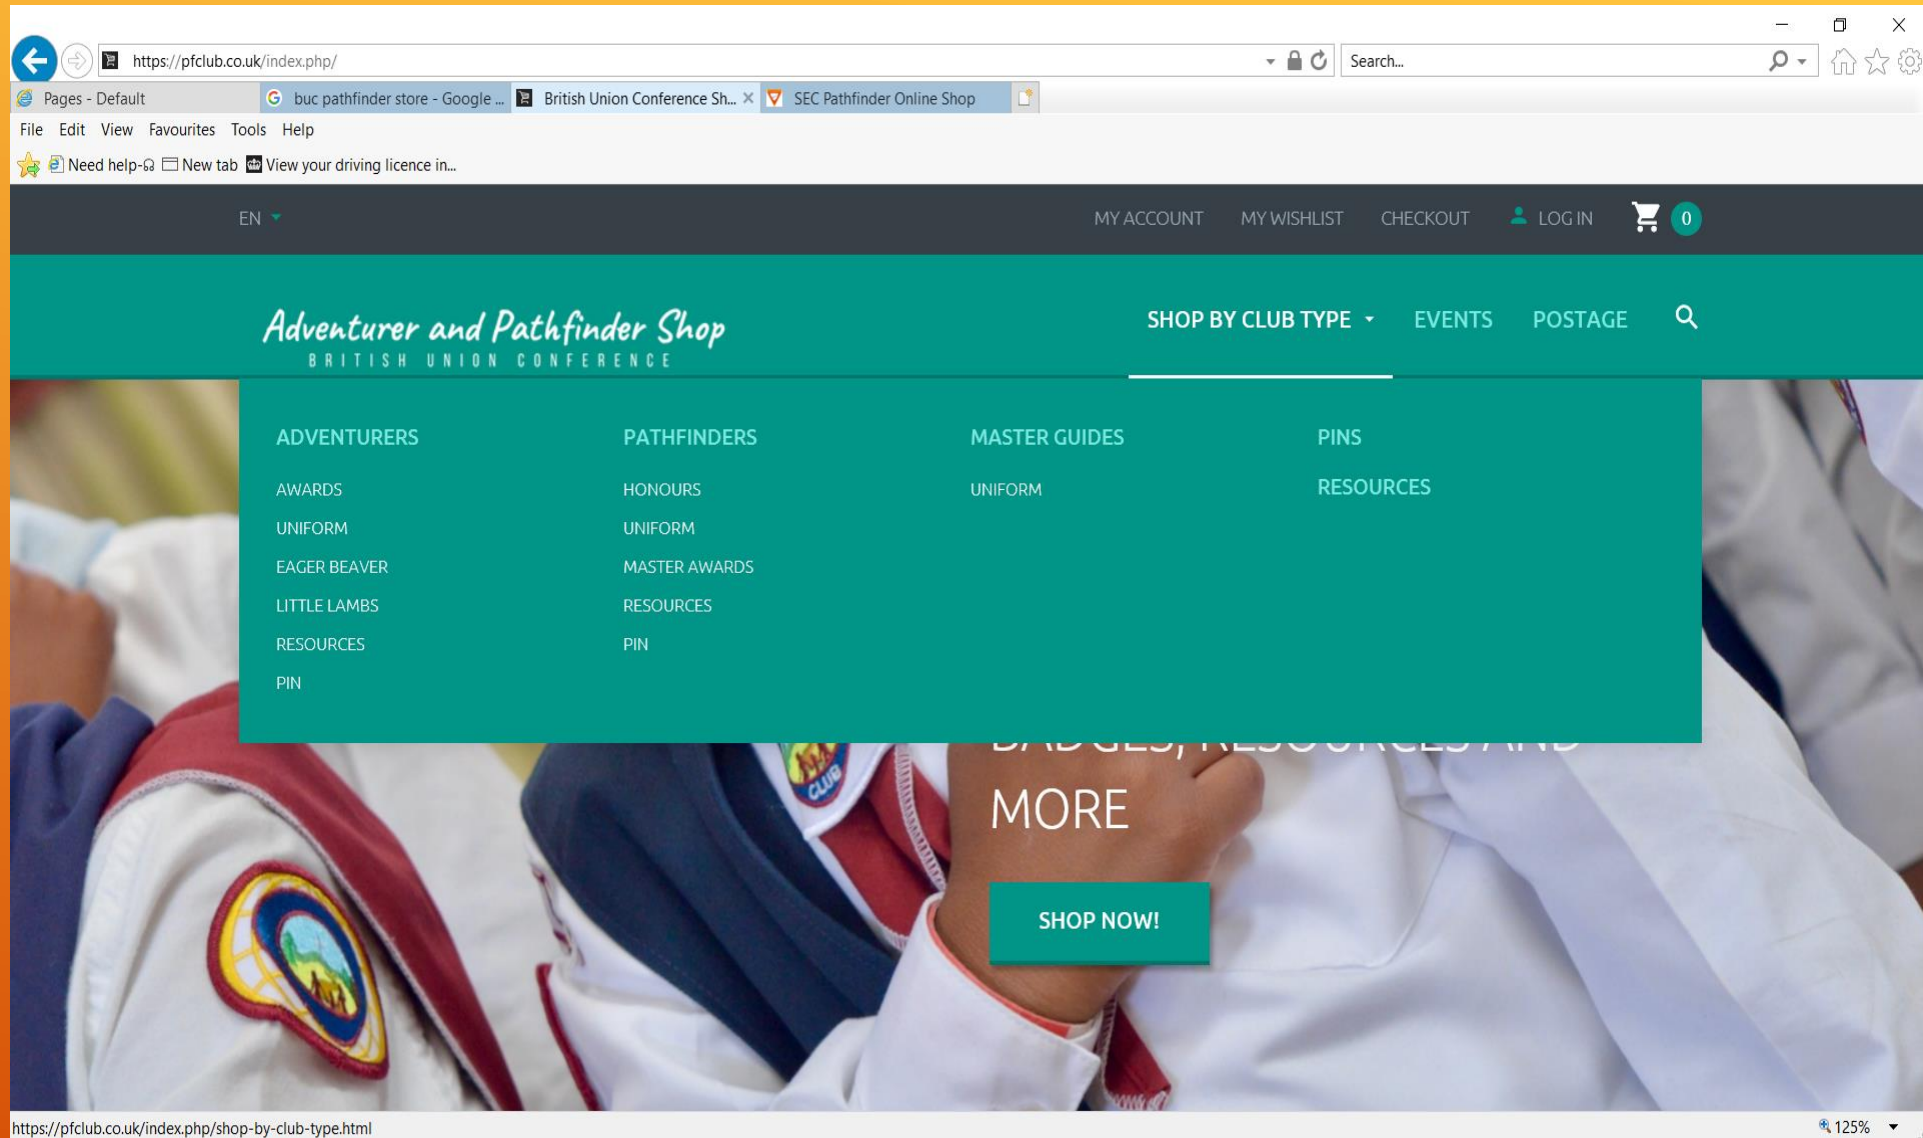 https://pfclub.co.uk/index.php/
Search...
Pages - Default
buc pathfinder store - Google ...
British Union Conference Sh...
SEC Pathfinder Online Shop
File Edit View Favourites Tools Help
Need help- New tab View your driving licence in...
EN MY ACCOUNT MY WISHLIST CHECKOUT LOG IN 0
Adventurer and Pathfinder Shop
BRITISH UNION CONFERENCE
SHOP BY CLUB TYPE EVENTS POSTAGE
ADVENTURERS
AWARDS
UNIFORM
EAGER BEAVER
LITTLE LAMBS
RESOURCES
PIN
PATHFINDERS
HONOURS
UNIFORM
MASTER AWARDS
RESOURCES
PIN
MASTER GUIDES
UNIFORM
PINS
RESOURCES
BADGES, RESOURCES AND
MORE
CLUB
SHOP NOW!
https://pfclub.co.uk/index.php/shop-by-club-type.html
125%